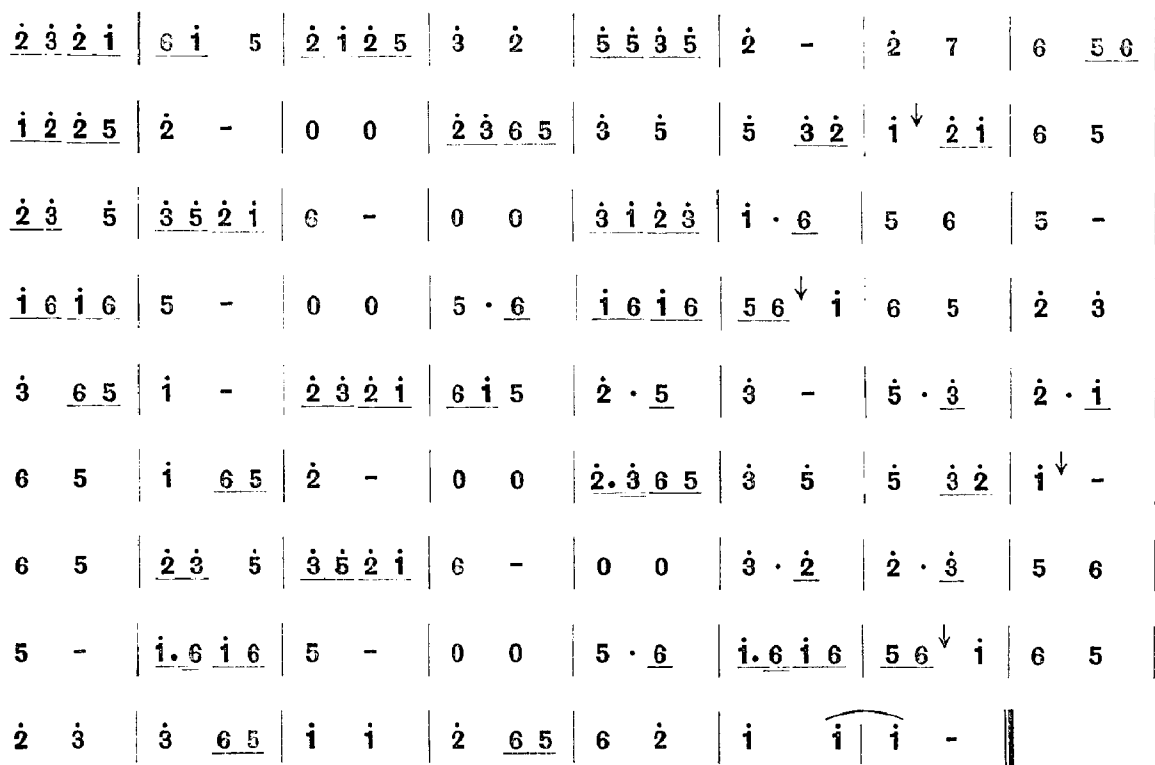 2̇ 3̇ 2̇ 1̇ | 6 1̇ 5 | 2̇ 1̇ 2̇ 5 | 3̇ 2̇ | 5̇ 5̇ 3̇ 5̇ | 2̇ - | 2̇ 7 | 6 5 6 |
1̇ 2̇ 2̇ 5 | 2̇ - | 0 0 | 2̇ 3̇ 6 5 | 3̇ 5̇ | 5̇ 3̇ 2̇ | 1̇ ↓ 2̇ 1̇ | 6 5 |
2̇ 3̇ 5̇ | 3̇ 5̇ 2̇ 1̇ | 6 - | 0 0 | 3̇ 1̇ 2̇ 3̇ | 1̇ · 6 | 5 6 | 5 - |
1̇ 6 1̇ 6 | 5 - | 0 0 | 5 · 6 | 1̇ 6 1̇ 6 | 5 6 ↓ 1̇ | 6 5 | 2̇ 3̇ |
3̇ 6 5 | 1̇ - | 2̇ 3̇ 2̇ 1̇ | 6 1̇ 5 | 2̇ · 5 | 3̇ - | 5̇ · 3̇ | 2̇ · 1̇ |
6 5 | 1̇ 6 5 | 2̇ - | 0 0 | 2̇. 3̇ 6 5 | 3̇ 5̇ | 5̇ 3̇ 2̇ | 1̇ ↓ - |
6 5 | 2̇ 3̇ 5̇ | 3̇ 5̇ 2̇ 1̇ | 6 - | 0 0 | 3̇ · 2̇ | 2̇ · 3̇ | 5 6 |
5 - | 1̇. 6 1̇ 6 | 5 - | 0 0 | 5 · 6 | 1̇. 6 1̇ 6 | 5 6 ↓ 1̇ | 6 5 |
2̇ 3̇ | 3̇ 6 5 | 1̇ 1̇ | 2̇ 6 5 | 6 2̇ | 1̇ 1̇ | 1̇ - ‖